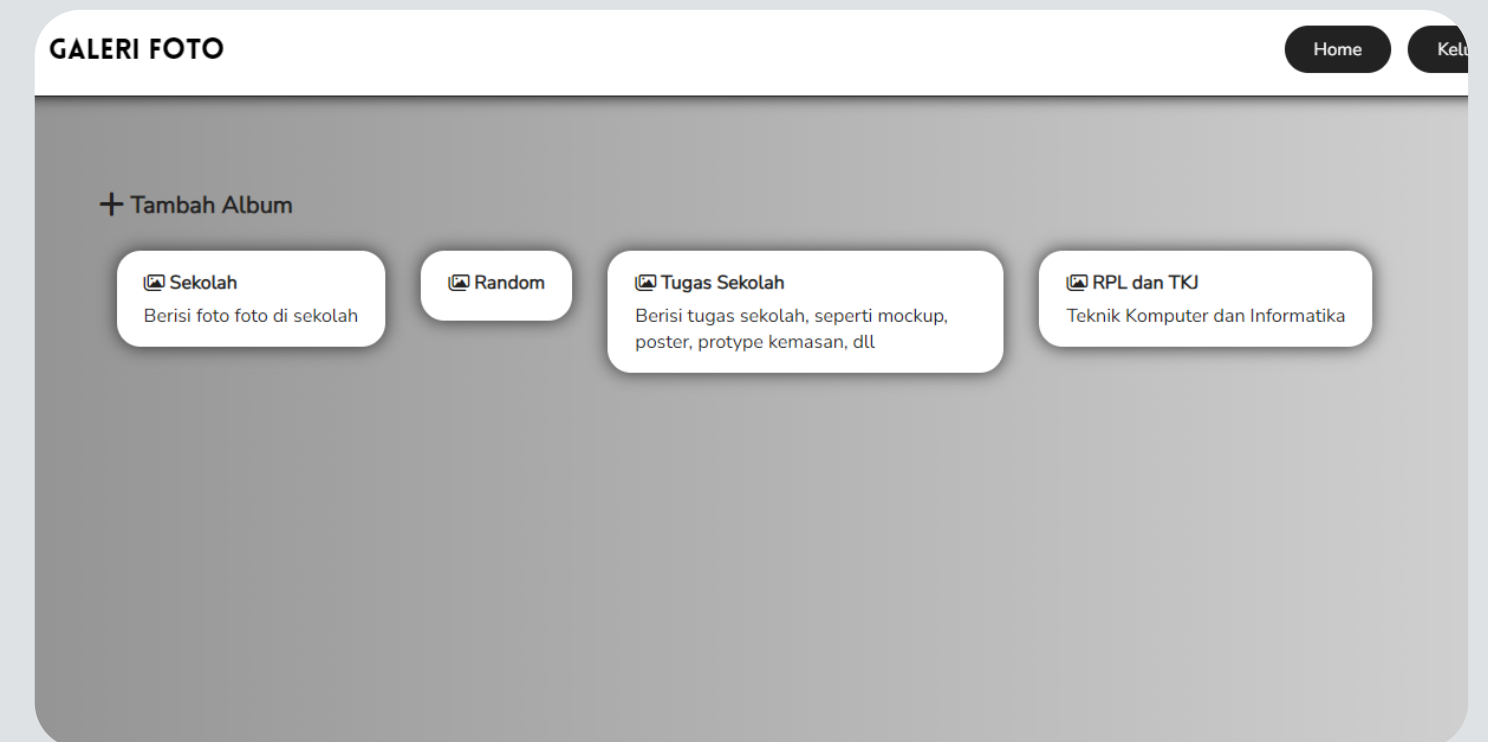 GALERI FOTO
Home
Tambah Album
Sekolah
Berisi foto foto di sekolah
Random
Tugas Sekolah
Berisi tugas sekolah, seperti mockup,
poster, protype kemasan, dll
RPL dan TKJ
Teknik Komputer dan Informatika